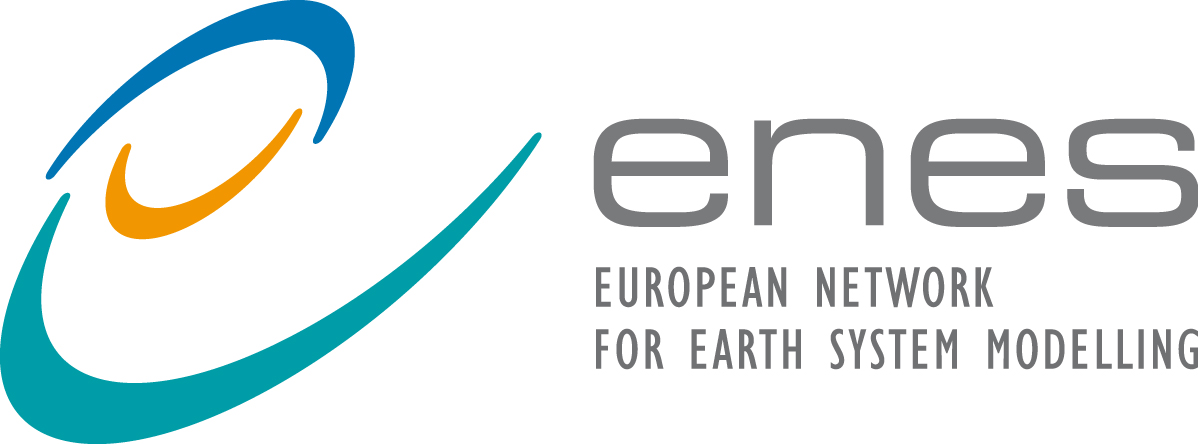 enes
EUROPEAN NETWORK
FOR EARTH SYSTEM MODELLING